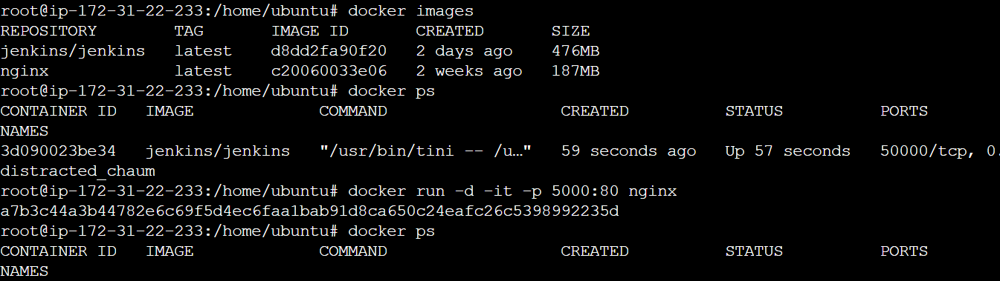 root@ip-172-31-22-233:/home/ubuntu# docker images
REPOSITORY        TAG       IMAGE ID       CREATED       SIZE
jenkins/jenkins   latest    d8dd2fa90f20   2 days ago    476MB
nginx             latest    c20060033e06   2 weeks ago   187MB
root@ip-172-31-22-233:/home/ubuntu# docker ps
CONTAINER ID   IMAGE             COMMAND                  CREATED          STATUS          PORTS
NAMES
3d090023be34   jenkins/jenkins   "/usr/bin/tini -- /u…"   59 seconds ago   Up 57 seconds   50000/tcp, 0.
distracted_chaum
root@ip-172-31-22-233:/home/ubuntu# docker run -d -it -p 5000:80 nginx
a7b3c44a3b44782e6c69f5d4ec6faa1bab91d8ca650c24eafc26c5398992235d
root@ip-172-31-22-233:/home/ubuntu# docker ps
CONTAINER ID   IMAGE             COMMAND                  CREATED          STATUS          PORTS
NAMES